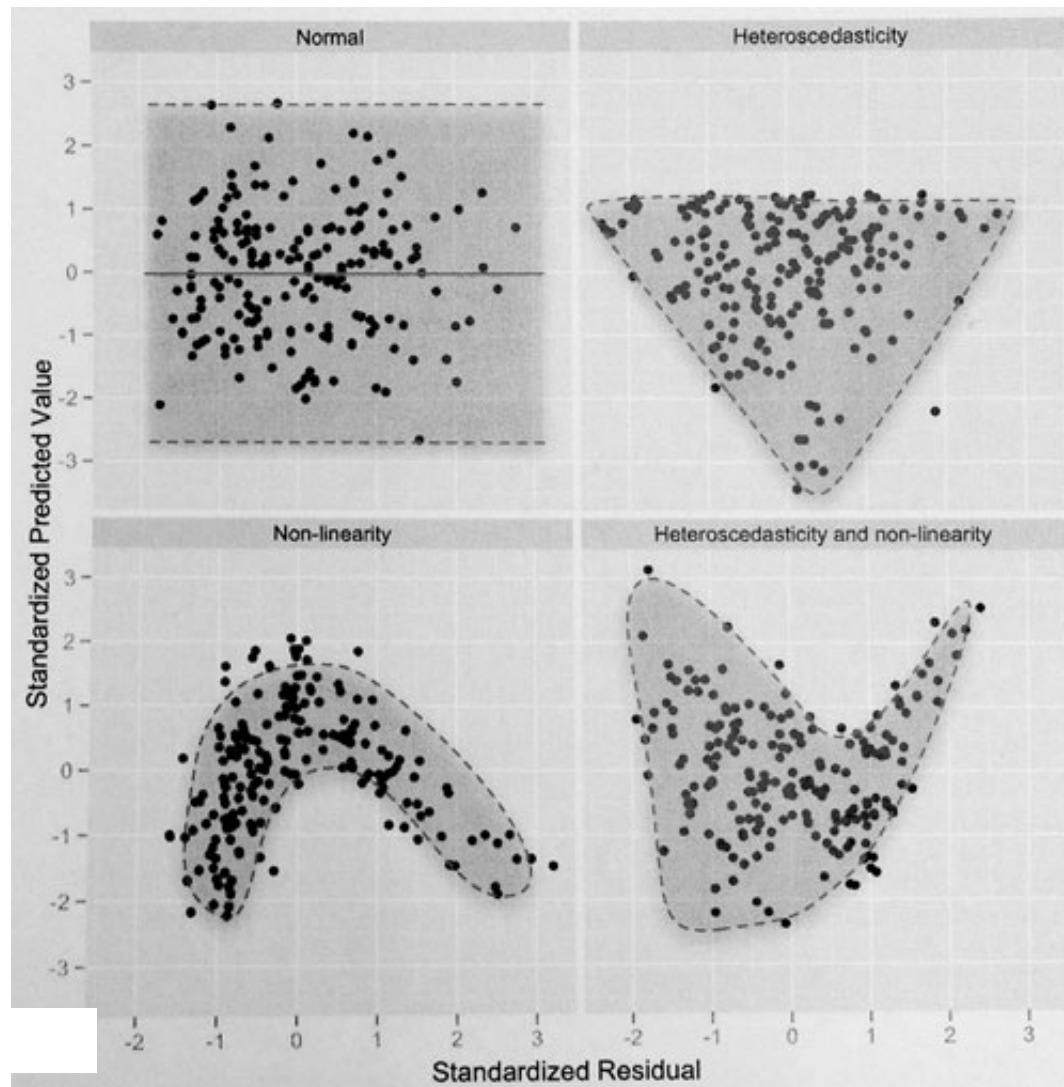 Normal
Heteroscedasticity
3
2
1
0
-1
-2
-3
Standardized Predicted Value
Non-linearity
Heteroscedasticity and non-linearity
3
2
1
0
-1
-2
-3
-2 -1 0 1 2 3
-2 -1 0 1 2 3
Standardized Residual